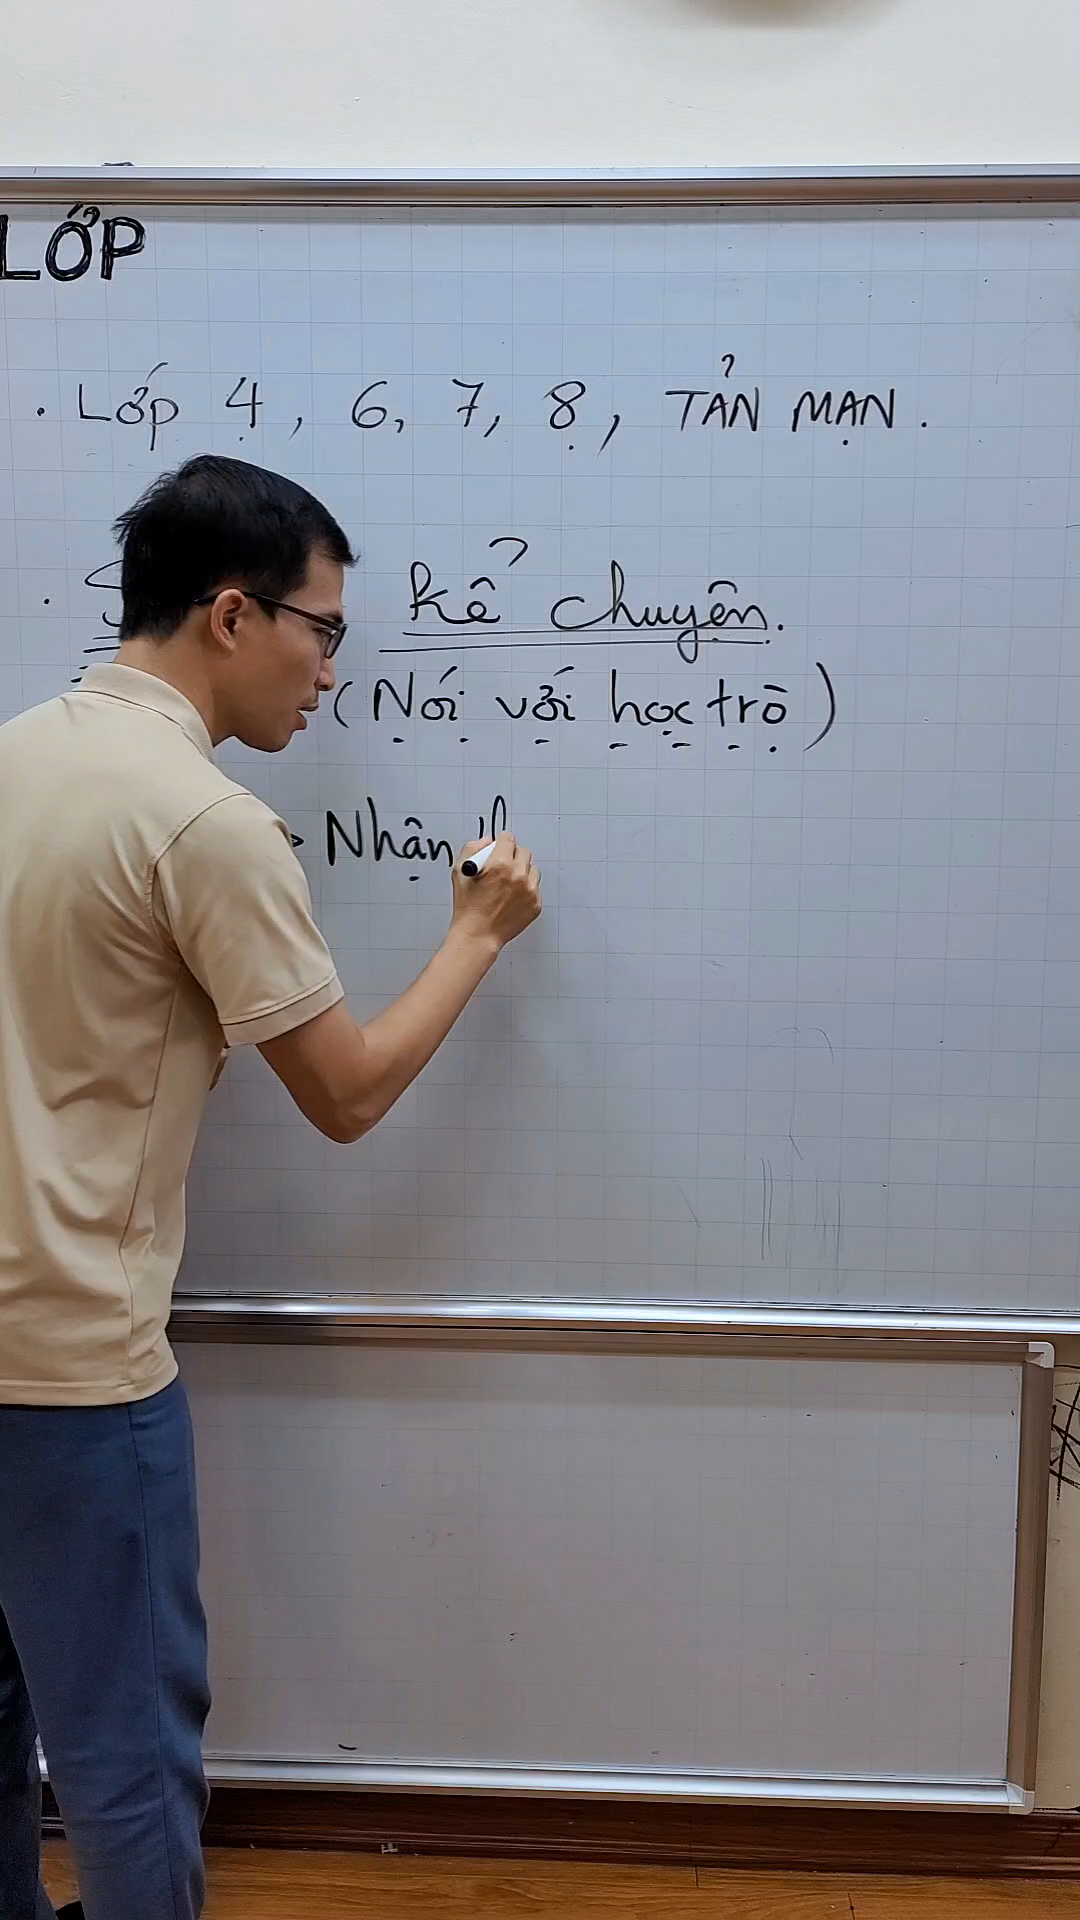 LỚP
. Lớp 4, 6, 7, 8, TẢN MẠN.
. Kể chuyện.
(Nói với học trò)
Nhận